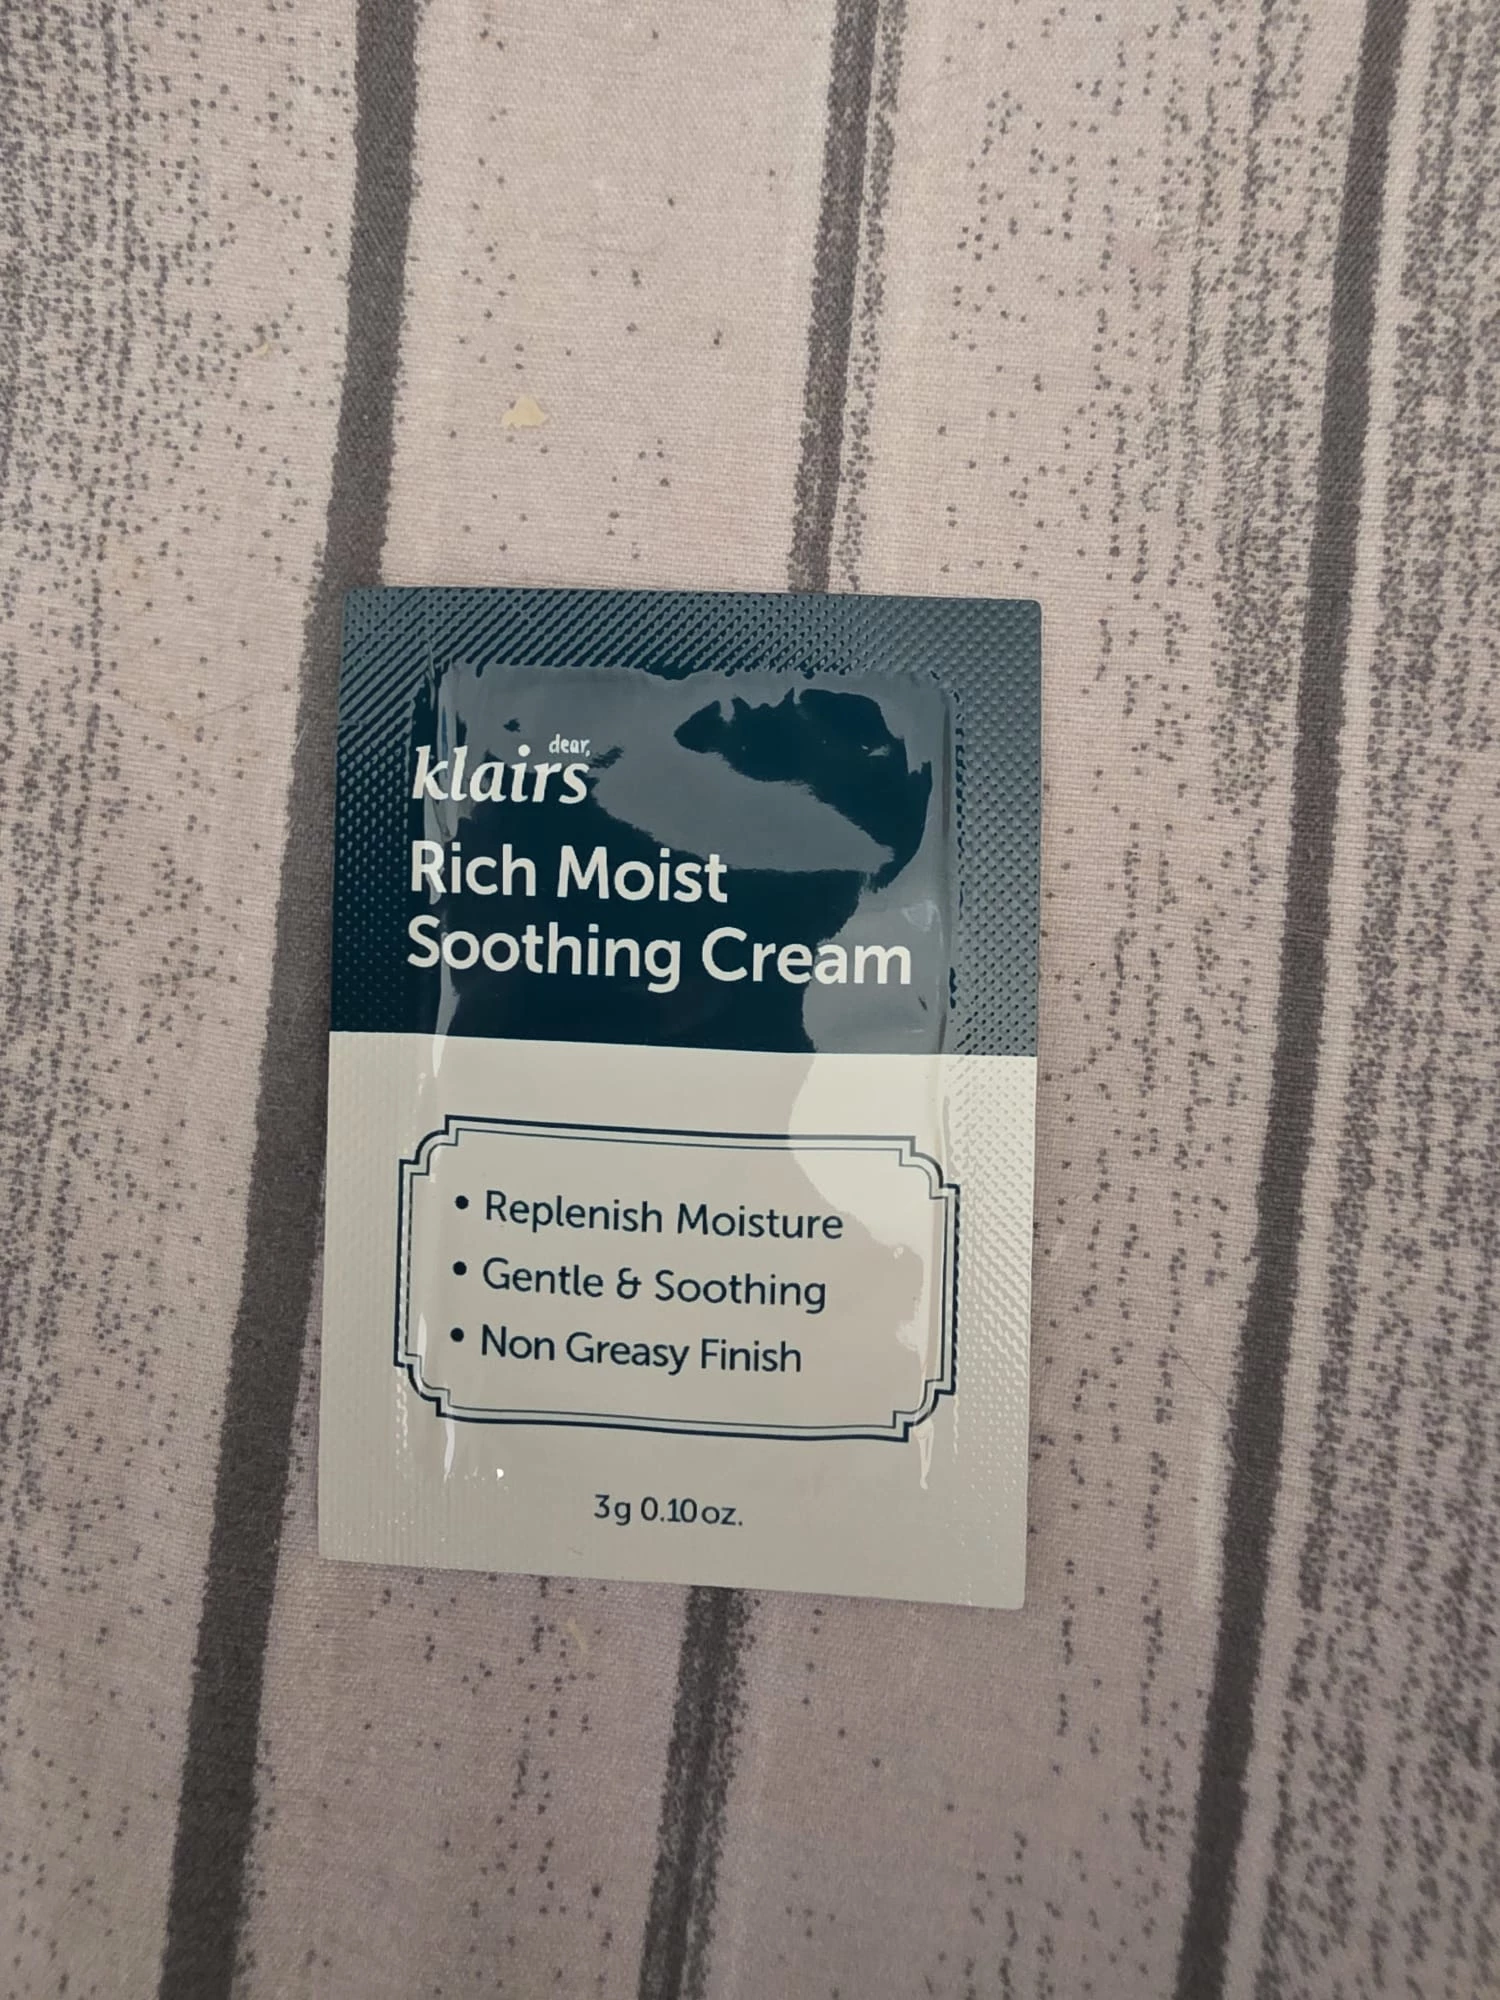 dear,
klairs
Rich Moist
Soothing Cream
• Replenish Moisture
• Gentle & Soothing
• Non Greasy Finish
3g 0.10oz.